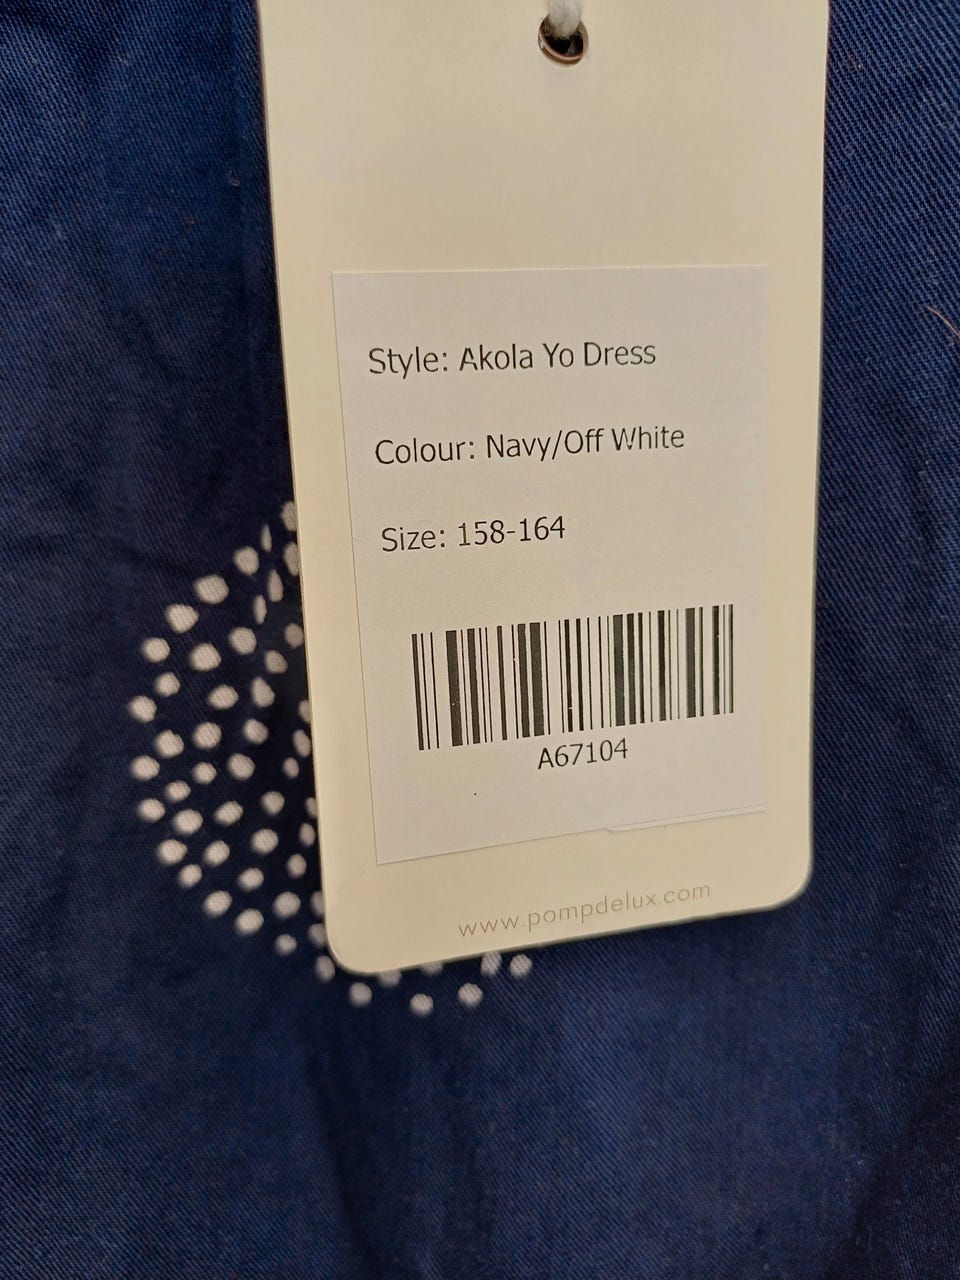 Style: Akola Yo Dress
Colour: Navy/Off White
Size: 158-164
A67104
www.pompdelux.com